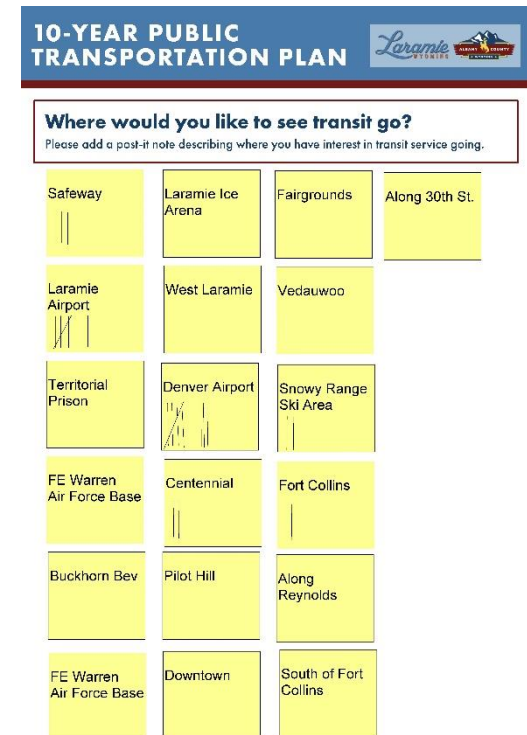 10-YEAR PUBLIC
TRANSPORTATION PLAN
Laramie
WYOMING
ALBANY COUNTY
Where would you like to see transit go?
Please add a post-it note describing where you have interest in transit service going.
Safeway
Laramie Ice
Arena
Fairgrounds
Along 30th St.
Laramie
Airport
West Laramie
Vedauwoo
Territorial
Prison
Denver Airport
Snowy Range
Ski Area
FE Warren
Air Force Base
Centennial
Fort Collins
Buckhorn Bev
Pilot Hill
Along
Reynolds
FE Warren
Air Force Base
Downtown
South of Fort
Collins